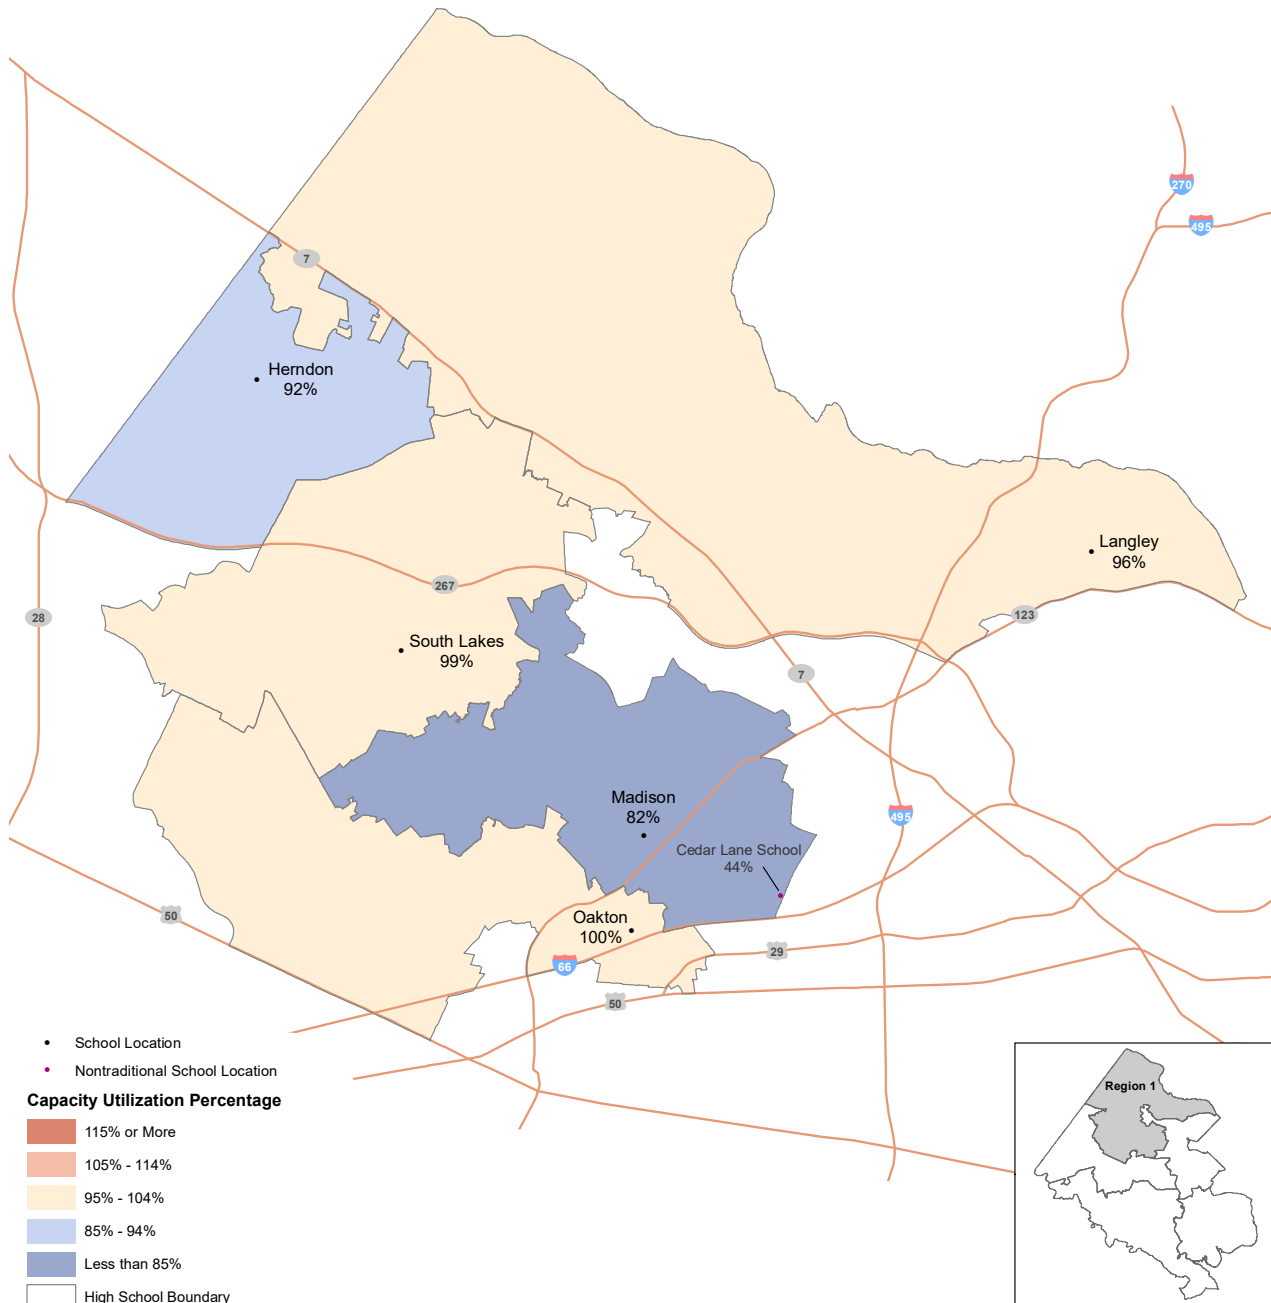 270
495
7
Herndon
92%
Langley
96%
267
28
123
South Lakes
99%
7
Madison
82%
495
Cedar Lane School
44%
50
Oakton
100%
29
66
50
School Location
Nontraditional School Location
Capacity Utilization Percentage
115% or More
105% - 114%
95% - 104%
85% - 94%
Less than 85%
High School Boundary
Region 1